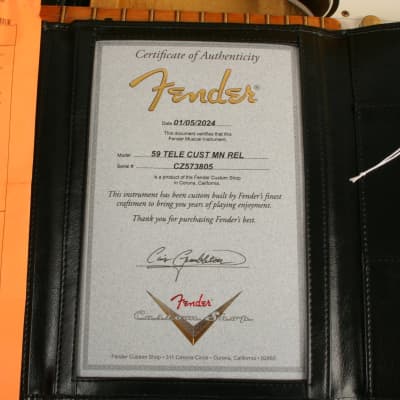 Certificate of Authenticity
Fender
Date 01/05/2024
This document verifies that this
Fender Musical Instrument,
Model 59 TELE CUST MN REL
Serial # CZ573805
is a product of the Fender Custom Shop
in Corona, California.
This instrument has been custom built by Fender's finest
craftsmen to bring you years of playing enjoyment.
Thank you for purchasing Fender's best.
Fender
Custom Shop
Fender Custom Shop • 311 Cessna Circle • Corona, California • 92880